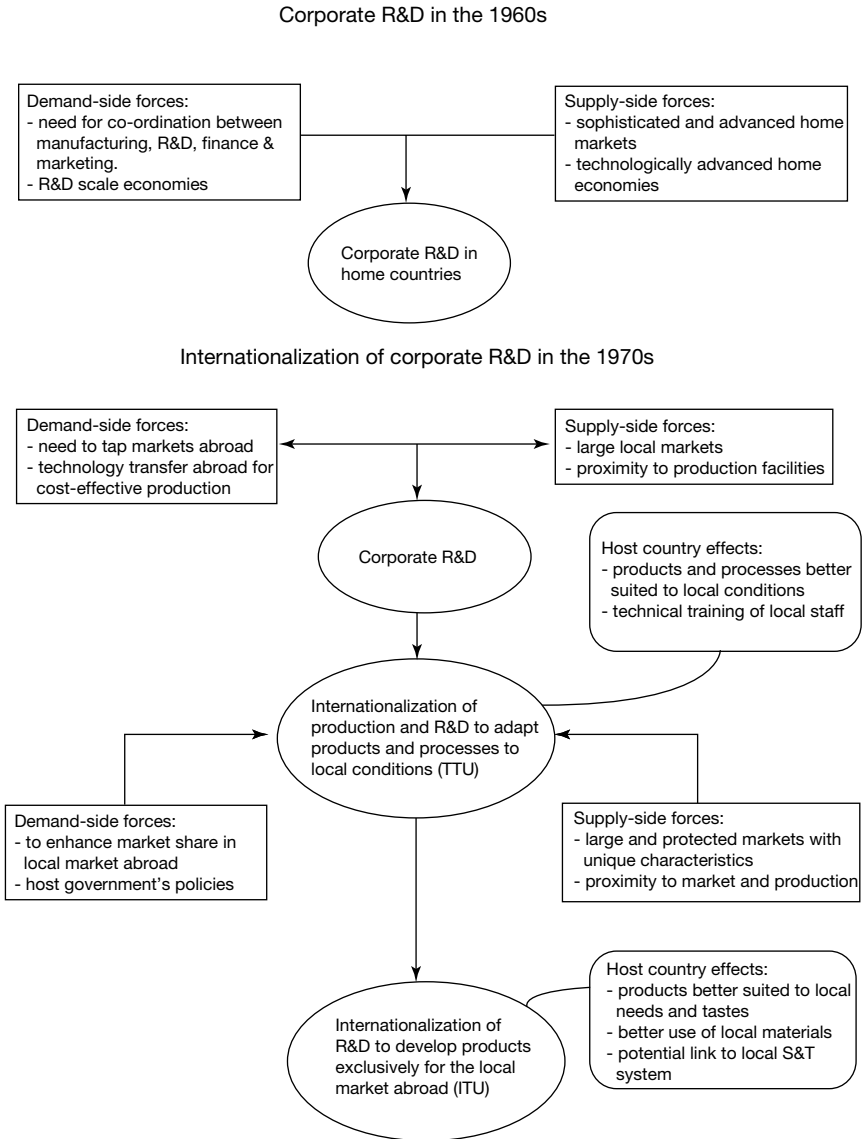 Corporate R&D in the 1960s
Demand-side forces:
- need for co-ordination between
manufacturing, R&D, finance &
marketing.
- R&D scale economies
Supply-side forces:
- sophisticated and advanced home
markets
- technologically advanced home
economies
Corporate R&D in
home countries
Internationalization of corporate R&D in the 1970s
Demand-side forces:
- need to tap markets abroad
- technology transfer abroad for
cost-effective production
Supply-side forces:
- large local markets
- proximity to production facilities
Corporate R&D
Host country effects:
- products and processes better
suited to local conditions
- technical training of local staff
Internationalization of
production and R&D to adapt
products and processes to
local conditions (TTU)
Demand-side forces:
- to enhance market share in
local market abroad
- host government's policies
Supply-side forces:
- large and protected markets with
unique characteristics
- proximity to market and production
Host country effects:
- products better suited to local
needs and tastes
- better use of local materials
- potential link to local S&T
system
Internationalization of
R&D to develop products
exclusively for the local
market abroad (ITU)